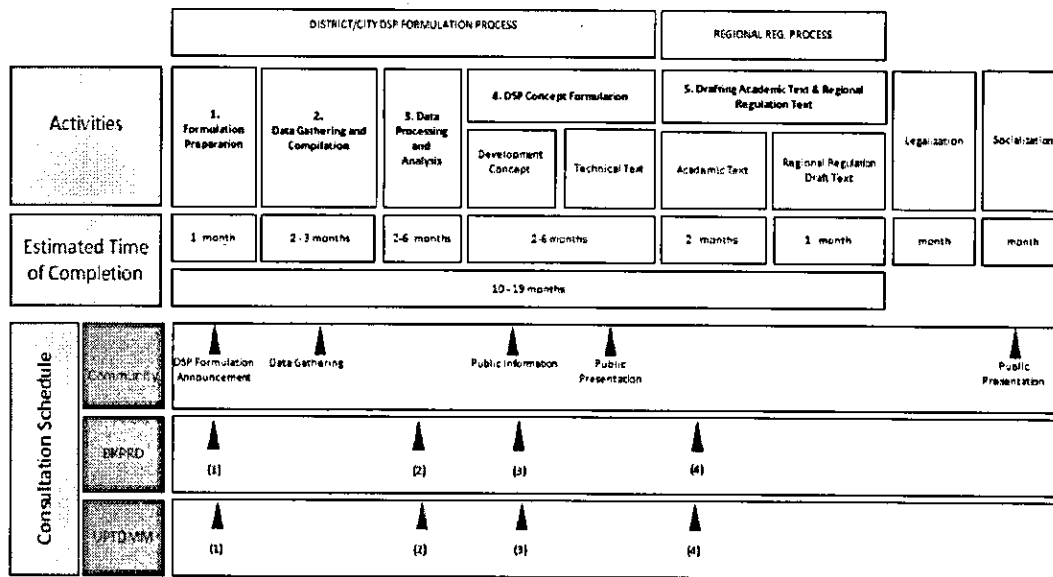 DISTRICT/CITY DSP FORMULATION PROCESS
REGIONAL REG. PROCESS
Activities
1.
Formulation
Preparation
2.
Data Gathering and
Compilation
3. Data
Processing
and
Analysis
4. DSP Concept Formulation
Development
Concept
Technical Text
5. Drafting Academic Text & Regional
Regulation Text
Academic Text
Regional Regulation
Draft Text
Legalization
Socialization
Estimated Time
of Completion
1 month
2 - 3 months
2-6 months
2-6 months
2 months
1 month
month
month
10 - 19 months
Consultation Schedule
Community
DSP Formulation
Announcement
Data Gathering
Public Information
Public
Presentation
Public
Presentation
BKPRD
(1)
(2)
(3)
(4)
(1)
(2)
(3)
(4)